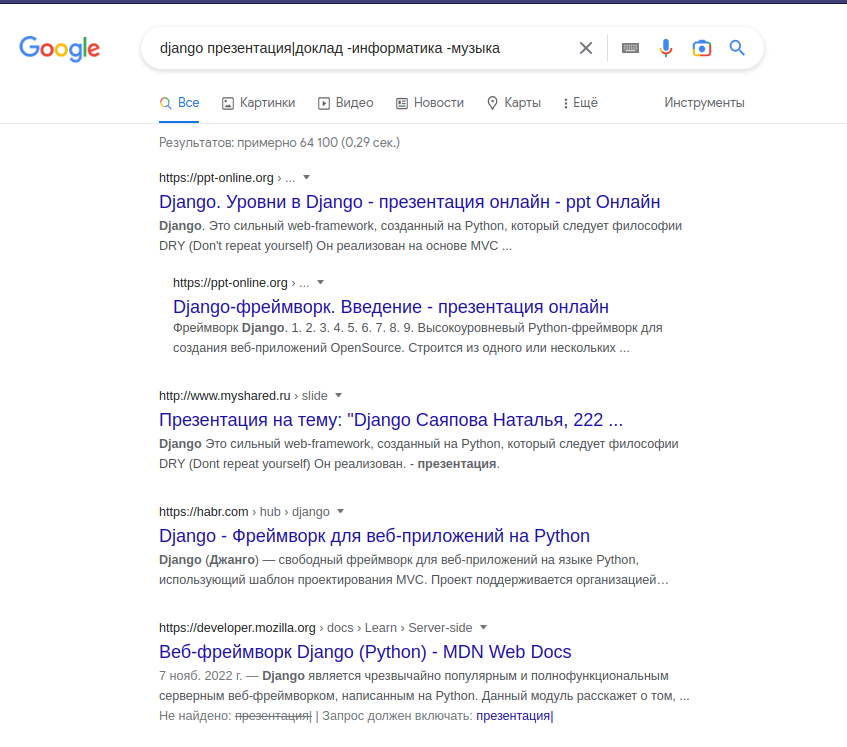 Google
django презентация|доклад -информатика -музыка
Все Картинки Видео Новости Карты Ещё Инструменты
Результатов: примерно 64 100 (0,29 сек.)
https://ppt-online.org › ...
Django. Уровни в Django - презентация онлайн - ppt Онлайн
Django. Это сильный web-framework, созданный на Python, который следует философии
DRY (Don't repeat yourself) Он реализован на основе MVC ...
https://ppt-online.org › ...
Django-фреймворк. Введение - презентация онлайн
Фреймворк Django. 1. 2. 3. 4. 5. 6. 7. 8. 9. Высокоуровневый Python-фреймворк для
создания веб-приложений OpenSource. Строится из одного или нескольких ...
http://www.myshared.ru › slide
Презентация на тему: "Django Саяпова Наталья, 222 ...
Django Это сильный web-framework, созданный на Python, который следует философии
DRY (Dont repeat yourself) Он реализован. - презентация.
https://habr.com › hub › django
Django - Фреймворк для веб-приложений на Python
Django (Джанго) — свободный фреймворк для веб-приложений на языке Python,
использующий шаблон проектирования MVC. Проект поддерживается организацией…
https://developer.mozilla.org › docs › Learn › Server-side
Веб-фреймворк Django (Python) - MDN Web Docs
7 нояб. 2022 г. — Django является чрезвычайно популярным и полнофункциональным
серверным веб-фреймворком, написанным на Python. Данный модуль расскажет о том, ...
Не найдено: презентация| | Запрос должен включать: презентация|